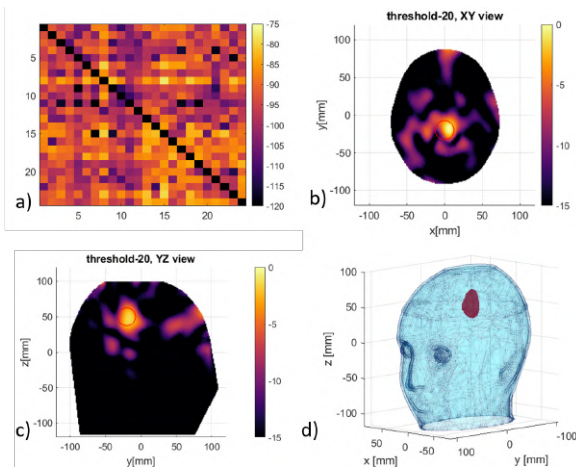 -75
-80
-85
-90
-95
-100
-105
-110
-115
-120
5
10
15
20
5 10 15 20
a)
threshold-20, XY view
y[mm]
100
50
0
-50
-100
-100 -50 0 50 100
x[mm]
0
-5
-10
-15
b)
threshold-20, YZ view
z[mm]
100
50
0
-50
-100
-100 -50 0 50 100
y[mm]
0
-5
-10
-15
c)
z [mm]
100
50
0
-50
-100
50 0 -50
x [mm]
100 0 -100
y [mm]
d)